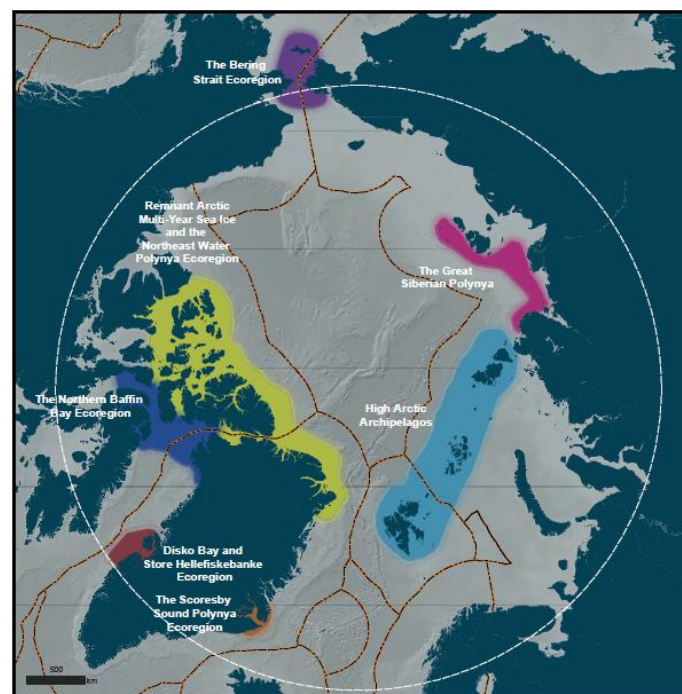 The Bering
Strait Ecoregion
Remnant Arctic
Multi-Year Sea Ice
and the
Northeast Water
Polynya Ecoregion
The Great
Siberian Polynya
The Northern Baffin
Bay Ecoregion
High Arctic
Archipelagos
Disko Bay and
Store Hellefiskebanke
Ecoregion
The Scoresby
Sound Polynya
Ecoregion
500
km